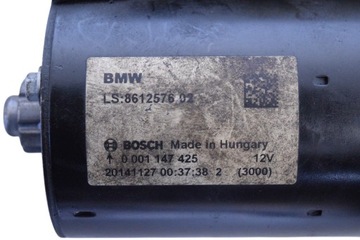 BMW
LS:8612576 02
BOSCH Made in Hungary
↑ 0 001 147 425 12V
20141127 00:37:38 2 (3000)